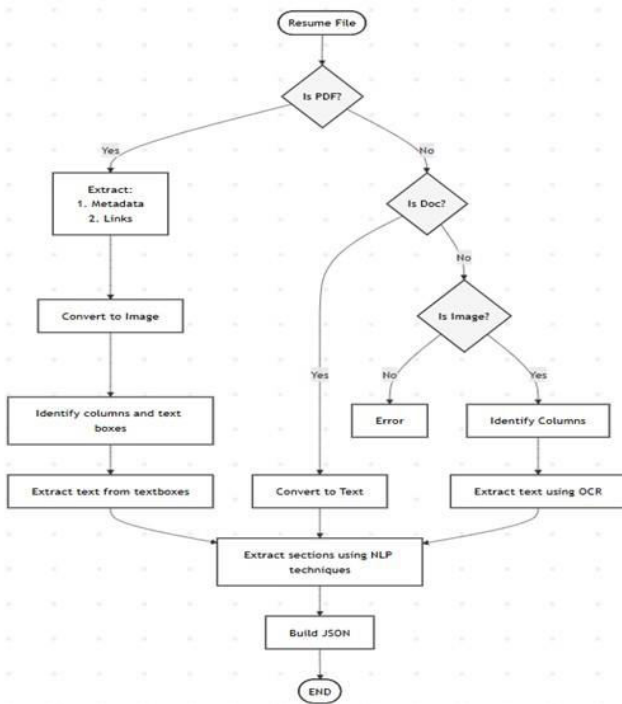 Resume File
Is PDF?
Yes
No
Extract:
1. Metadata
2. Links
Is Doc?
No
Convert to Image
Is Image?
Yes
No
Yes
Identify columns and text
boxes
Error
Identify Columns
Extract text from textboxes
Convert to Text
Extract text using OCR
Extract sections using NLP
techniques
Build JSON
END